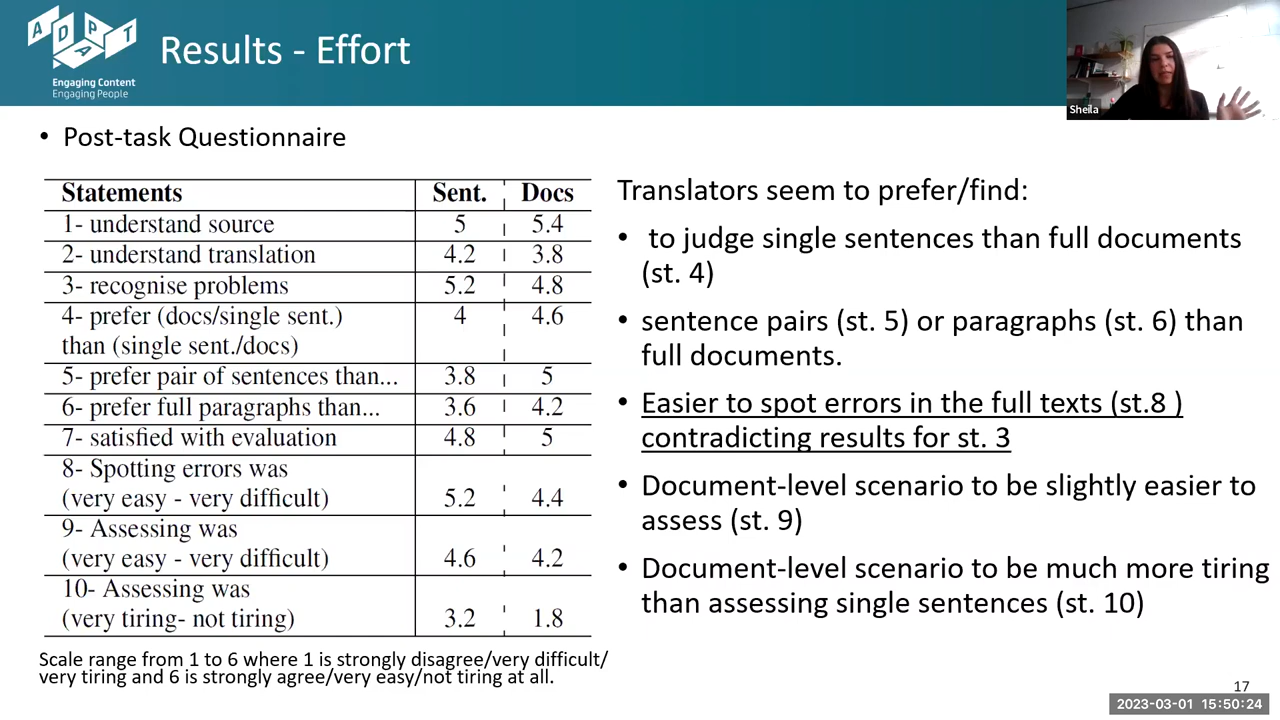 ADAPT
Engaging Content
Engaging People
Results - Effort
Sheila
• Post-task Questionnaire
Statements Sent. Docs
1- understand source 5 5.4
2- understand translation 4.2 3.8
3- recognise problems 5.2 4.8
4- prefer (docs/single sent.) 4 4.6
than (single sent./docs)
5- prefer pair of sentences than... 3.8 5
6- prefer full paragraphs than... 3.6 4.2
7- satisfied with evaluation 4.8 5
8- Spotting errors was
(very easy - very difficult) 5.2 4.4
9- Assessing was
(very easy - very difficult) 4.6 4.2
10- Assessing was
(very tiring- not tiring) 3.2 1.8
Scale range from 1 to 6 where 1 is strongly disagree/very difficult/
very tiring and 6 is strongly agree/very easy/not tiring at all.
Translators seem to prefer/find:
• to judge single sentences than full documents
(st. 4)
• sentence pairs (st. 5) or paragraphs (st. 6) than
full documents.
• Easier to spot errors in the full texts (st.8 )
contradicting results for st. 3
• Document-level scenario to be slightly easier to
assess (st. 9)
• Document-level scenario to be much more tiring
than assessing single sentences (st. 10)
17
2023-03-01 15:50:24